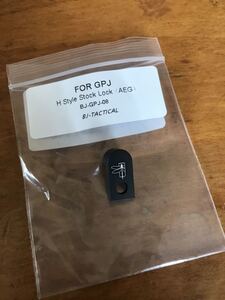 FOR GPJ
H Style Stock Lock (AEG)
BJ-GPJ-08
BJ-TACTICAL